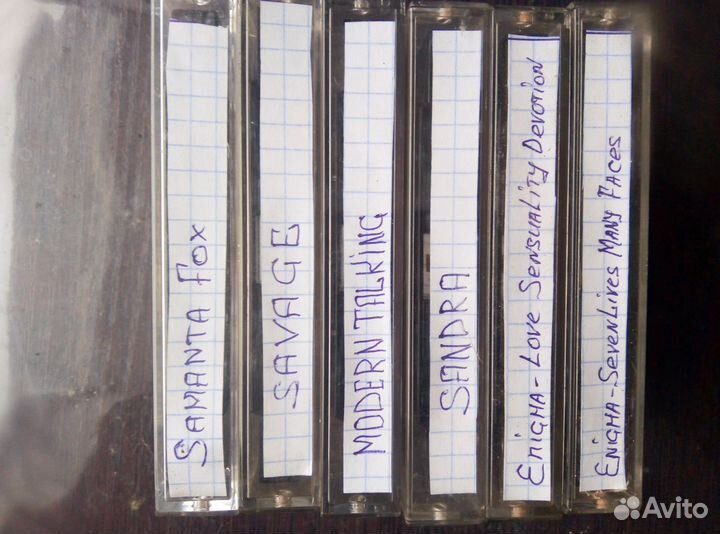 SAMANTA FOX
SAVAGE
MODERN TALKING
SANDRA
ENIGMA - LOVE SENSUALITY DEVOTION
ENIGMA - SEVEN LIVES MANY FACES
Avito